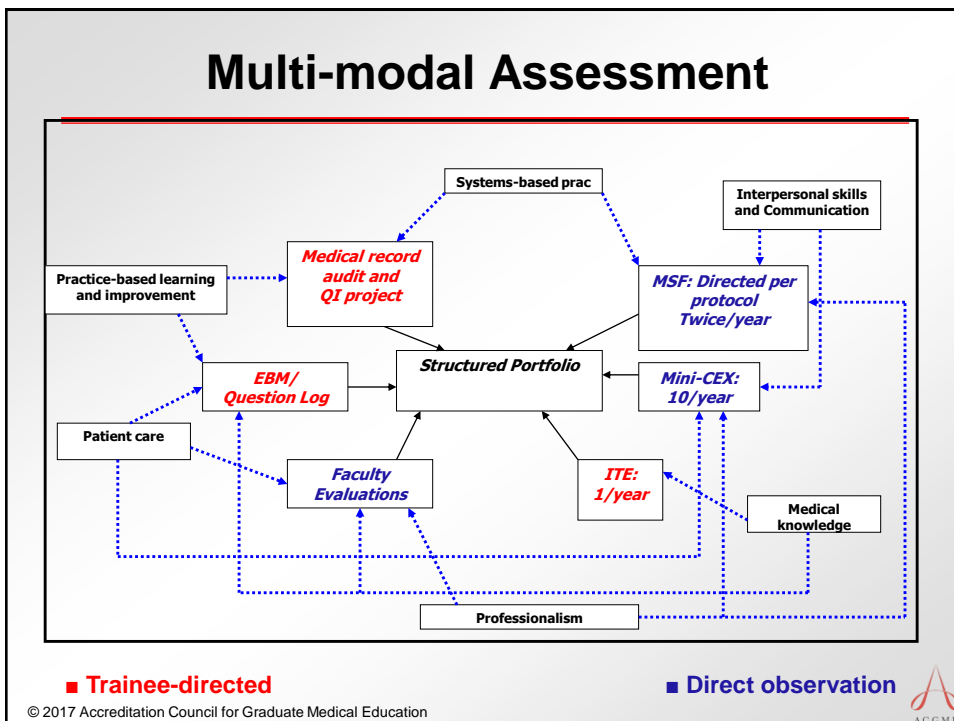 Multi-modal Assessment
Systems-based prac
Interpersonal skills
and Communication
Medical record
audit and
QI project
MSF: Directed per
protocol
Twice/year
Practice-based learning
and improvement
Structured Portfolio
EBM/
Question Log
Mini-CEX:
10/year
Patient care
Faculty
Evaluations
ITE:
1/year
Medical
knowledge
Professionalism
■ Trainee-directed
■ Direct observation
© 2017 Accreditation Council for Graduate Medical Education